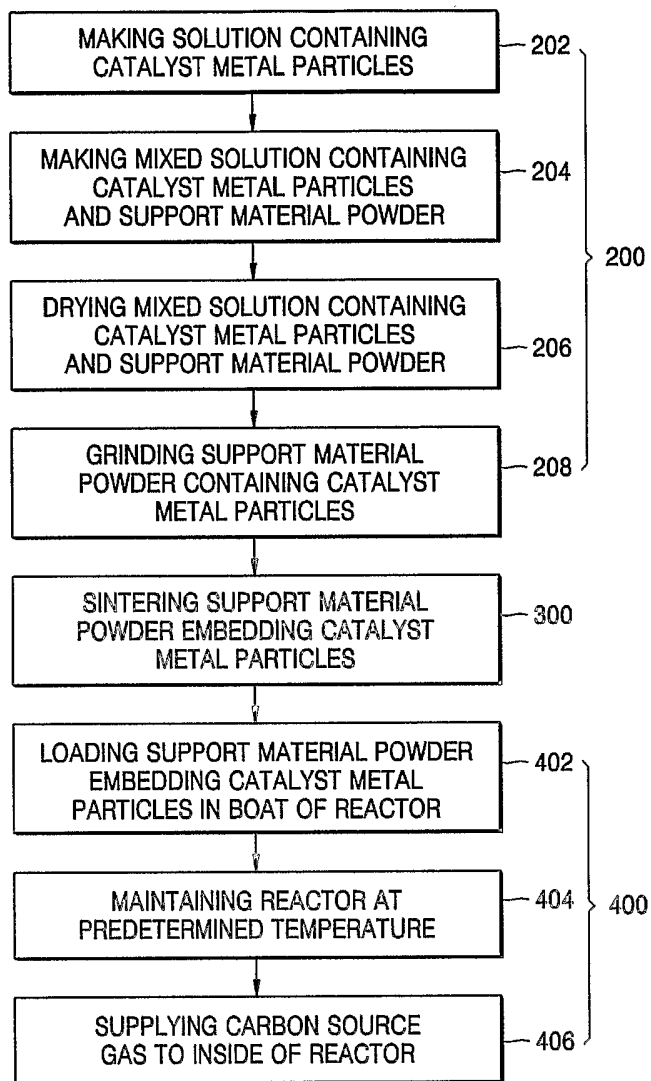 MAKING SOLUTION CONTAINING
CATALYST METAL PARTICLES
202
MAKING MIXED SOLUTION CONTAINING
CATALYST METAL PARTICLES
AND SUPPORT MATERIAL POWDER
204
200
DRYING MIXED SOLUTION CONTAINING
CATALYST METAL PARTICLES
AND SUPPORT MATERIAL POWDER
206
GRINDING SUPPORT MATERIAL
POWDER CONTAINING CATALYST
METAL PARTICLES
208
SINTERING SUPPORT MATERIAL
POWDER EMBEDDING CATALYST
METAL PARTICLES
300
LOADING SUPPORT MATERIAL POWDER
EMBEDDING CATALYST METAL
PARTICLES IN BOAT OF REACTOR
402
MAINTAINING REACTOR AT
PREDETERMINED TEMPERATURE
404
400
SUPPLYING CARBON SOURCE
GAS TO INSIDE OF REACTOR
406